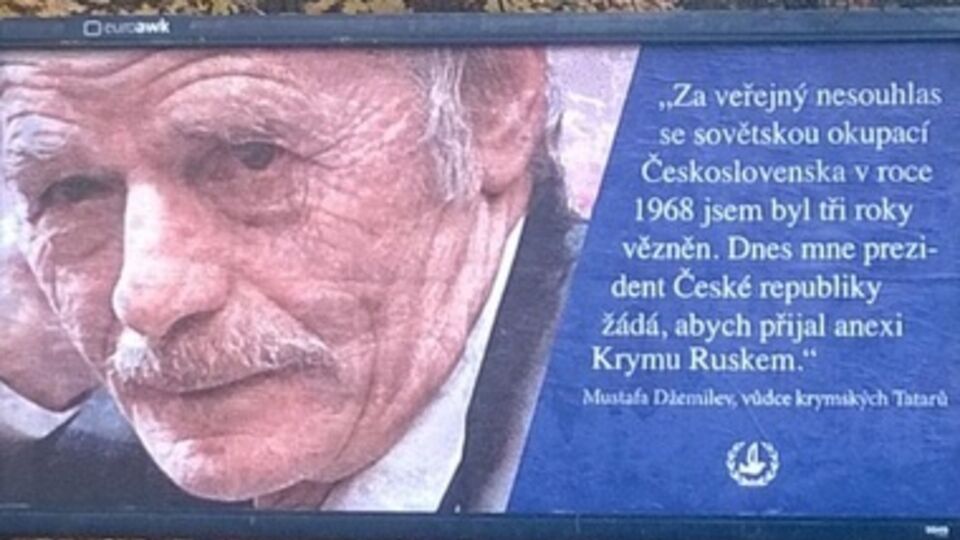 euroawk
„Za veřejný nesouhlas
se sovětskou okupací
Československa v roce
1968 jsem byl tři roky
vězněn. Dnes mne prezi-
dent České republiky
žádá, abych přijal anexi
Krymu Ruskem.“
Mustafa Džemilev, vůdce krymských Tatarů